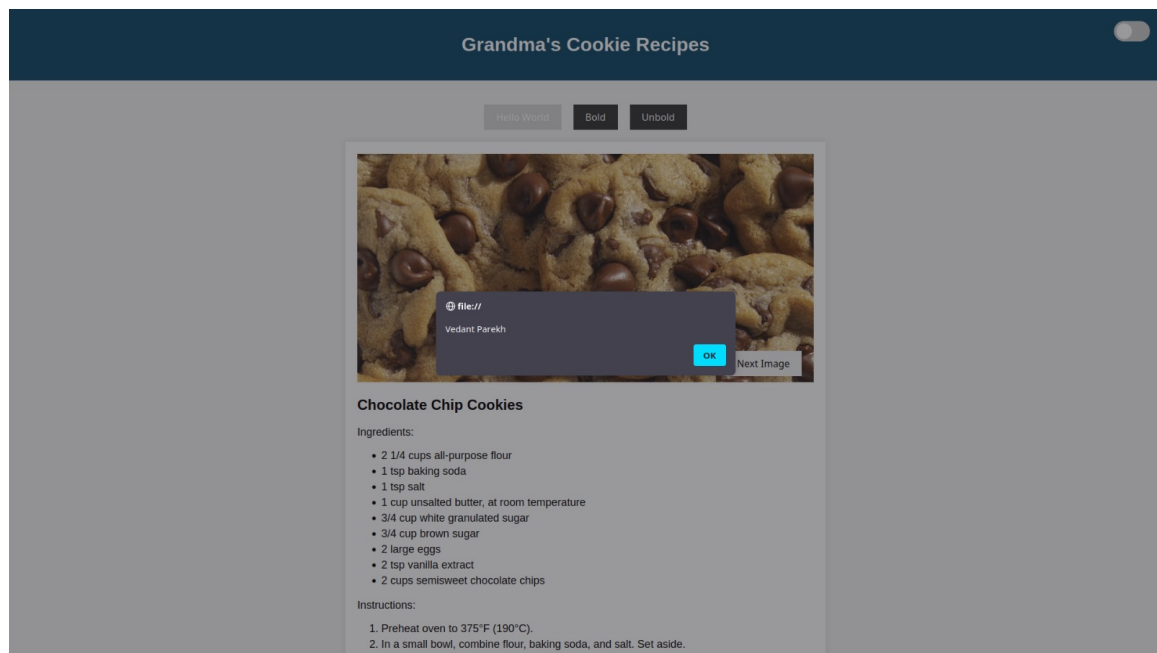 Grandma's Cookie Recipes
Hello World Bold Unbold
file://
Vedant Parekh
OK
Next Image
Chocolate Chip Cookies
Ingredients:
• 2 1/4 cups all-purpose flour
• 1 tsp baking soda
• 1 tsp salt
• 1 cup unsalted butter, at room temperature
• 3/4 cup white granulated sugar
• 3/4 cup brown sugar
• 2 large eggs
• 2 tsp vanilla extract
• 2 cups semisweet chocolate chips
Instructions:
1. Preheat oven to 375°F (190°C).
2. In a small bowl, combine flour, baking soda, and salt. Set aside.